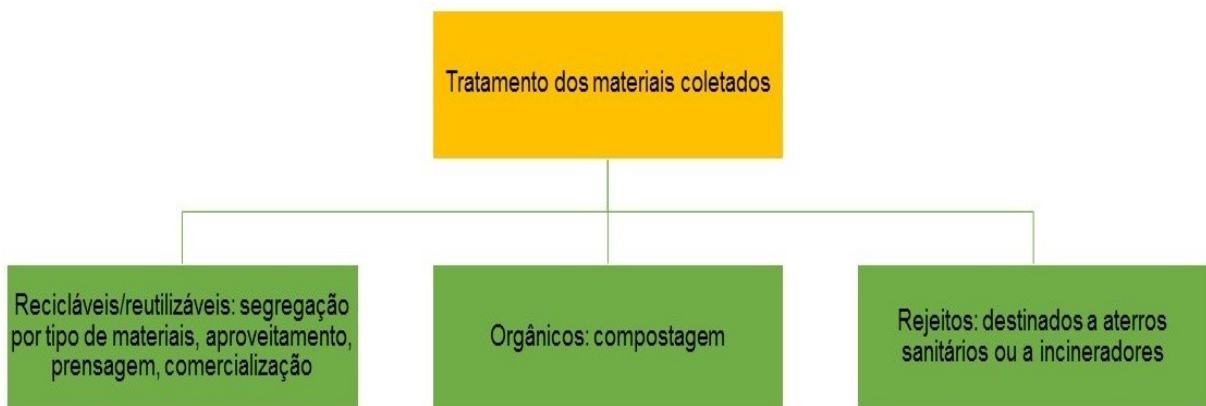 Tratamento dos materiais coletados
Recicláveis/reutilizáveis: segregação
por tipo de materiais, aproveitamento,
prensagem, comercialização
Orgânicos: compostagem
Rejeitos: destinados a aterros
sanitários ou a incineradores